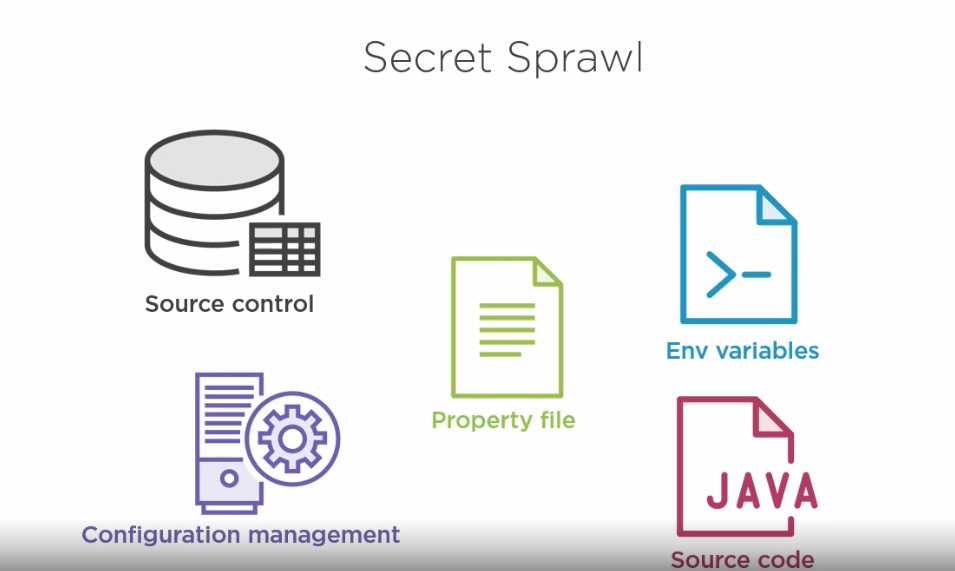 Secret Sprawl
Source control
Env variables
Property file
JAVA
Configuration management
Source code